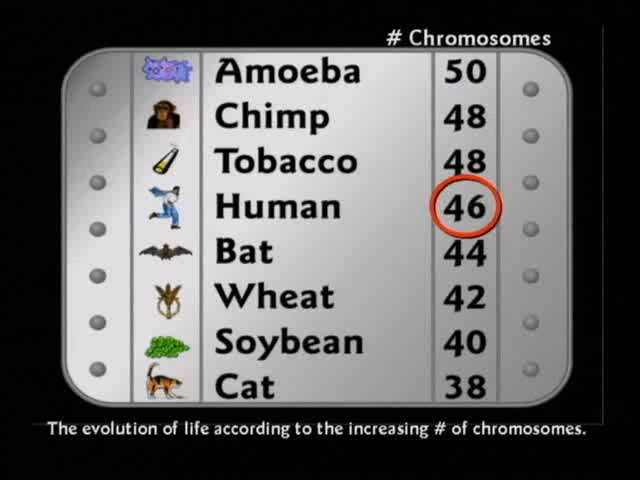 # Chromosomes
Amoeba 50
Chimp 48
Tobacco 48
Human 46
Bat 44
Wheat 42
Soybean 40
Cat 38
The evolution of life according to the increasing # of chromosomes.